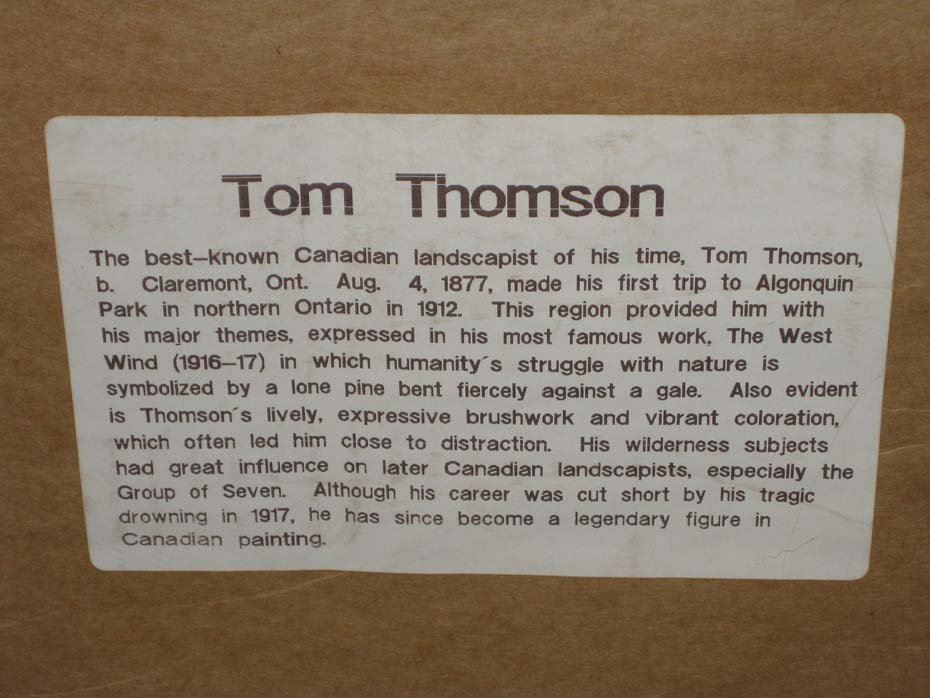 Tom Thomson
The best-known Canadian landscapist of his time, Tom Thomson,
b. Claremont, Ont. Aug. 4, 1877, made his first trip to Algonquin
Park in northern Ontario in 1912. This region provided him with
his major themes, expressed in his most famous work, The West
Wind (1916-17) in which humanity´s struggle with nature is
symbolized by a lone pine bent fiercely against a gale. Also evident
is Thomson´s lively, expressive brushwork and vibrant coloration,
which often led him close to distraction. His wilderness subjects
had great influence on later Canadian landscapists, especially the
Group of Seven. Although his career was cut short by his tragic
drowning in 1917, he has since become a legendary figure in
Canadian painting.